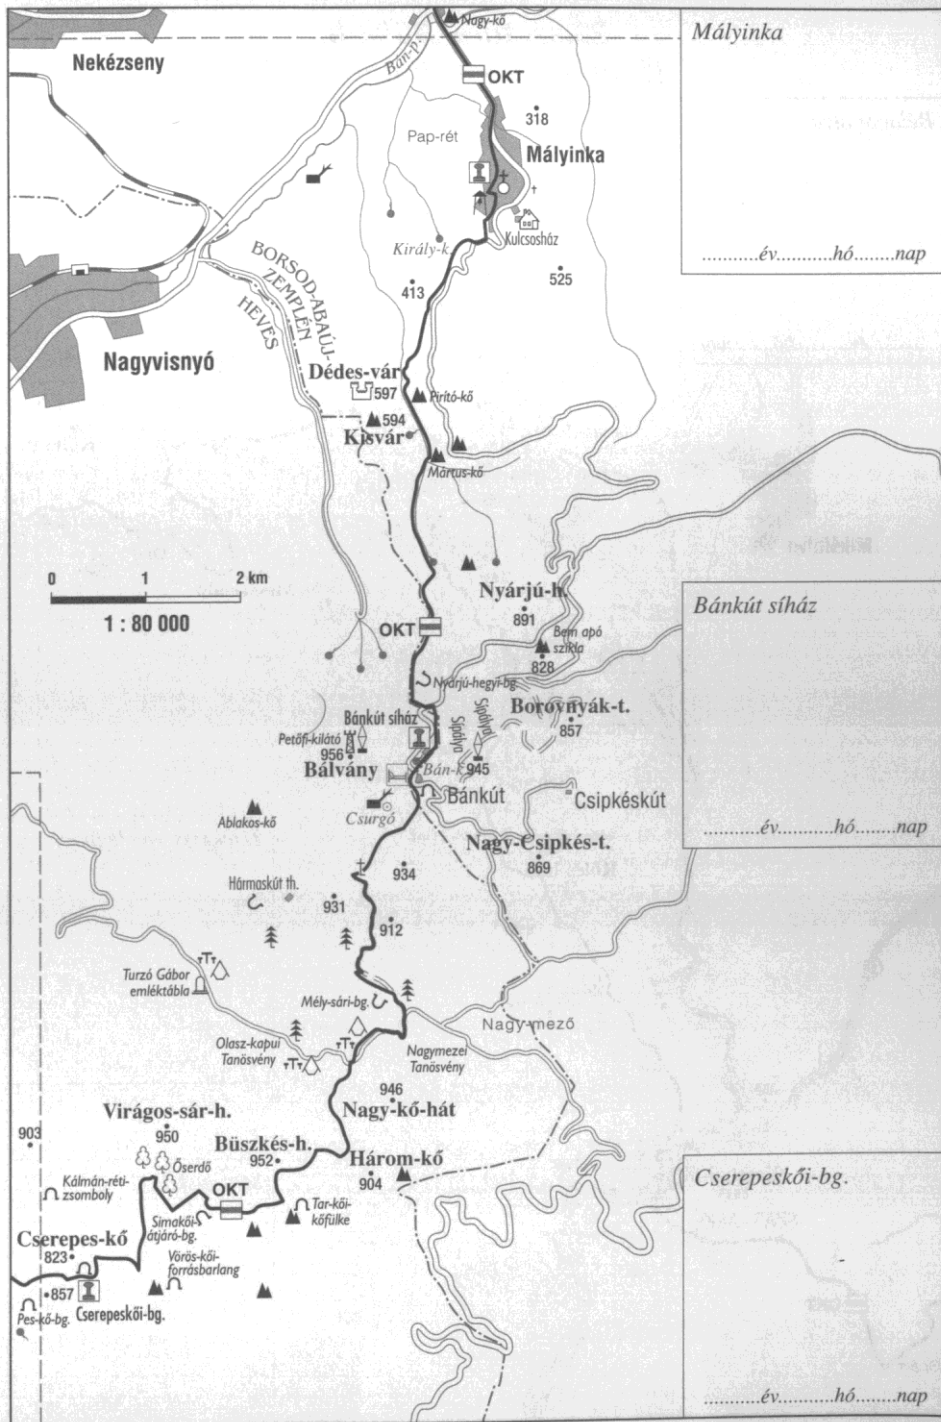 Nagy-kő
Mályinka
Nekézseny
Bán-p.
OKT
318
Pap-rét
Mályinka
Kulcsosház
Király-k.
BORSOD-ABAÚJ-
ZEMPLÉN
HEVES
413
525
...........év...........hó........nap
Nagyvisnyó
Dédes-vár
597
Pirító-kő
594
Kisvár
Mártus-kő
0 1 2 km
1 : 80 000
Nyárjú-h.
891
Bánkút síház
OKT
Bem apó
szikla
828
Nyárjú-hegyi-bg.
Borovnyák-t.
857
Sípálya
Sípálya
Bánkút síház
Petőfi-kilátó
956
Bálvány
Bán-k.
945
Bánkút
Csipkéskút
Ablakos-kő
Csurgó
...........év...........hó........nap
Nagy-Csipkés-t.
869
934
Hármaskút th.
931
912
Turzó Gábor
emléktábla
Mély-sári-bg.
Nagy-mező
Olasz-kapui
Tanösvény
Nagymezei
Tanösvény
946
Nagy-kő-hát
Virágos-sár-h.
950
903
Büszkés-h.
952
Őserdő
Három-kő
904
Cserepeskői-bg.
Kálmán-réti-
zsomboly
OKT
Tar-kői-
kőfülke
Simakői-
átjáró-bg.
Cserepes-kő
823
Vörös-kői-
forrásbarlang
857
Pes-kő-bg.
Cserepeskői-bg.
...........év...........hó........nap